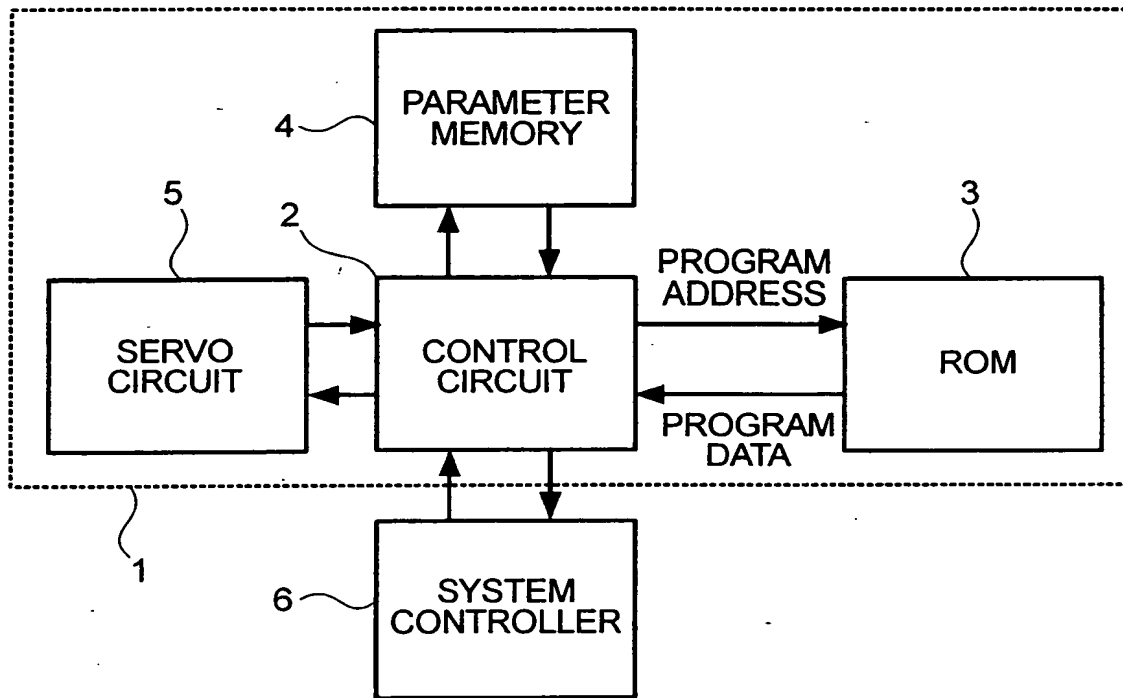 PARAMETER
MEMORY
4
5
2
3
PROGRAM
ADDRESS
SERVO
CIRCUIT
CONTROL
CIRCUIT
ROM
PROGRAM
DATA
1
6
SYSTEM
CONTROLLER